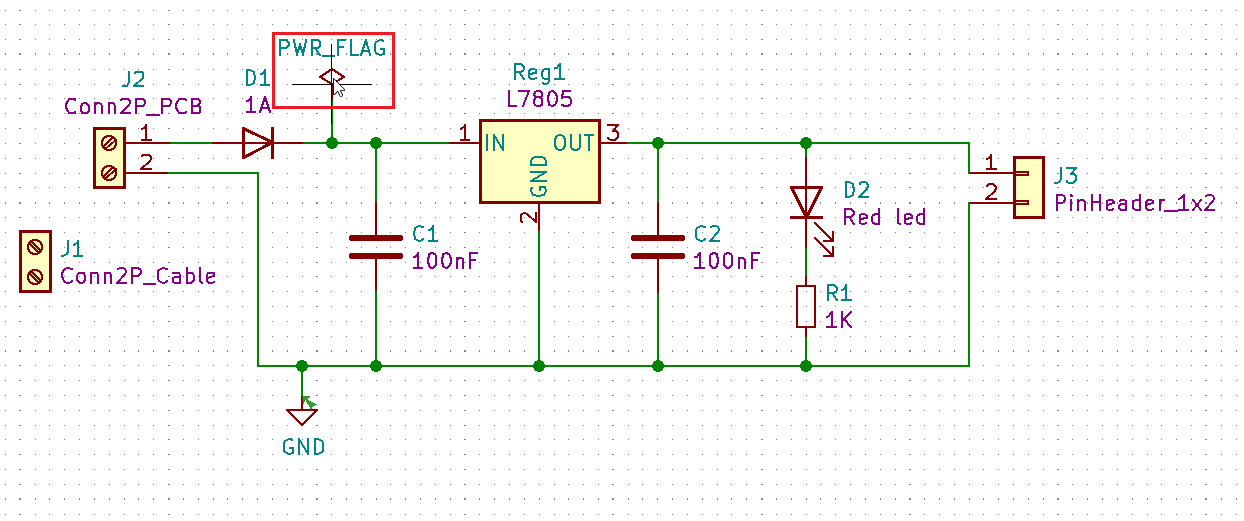 PWR_FLAG
J2
Conn2P_PCB
1
2
D1
1A
Reg1
L7805
1
IN
OUT
3
GND
2
J1
Conn2P_Cable
C1
100nF
C2
100nF
D2
Red led
R1
1K
1
2
J3
PinHeader_1x2
GND